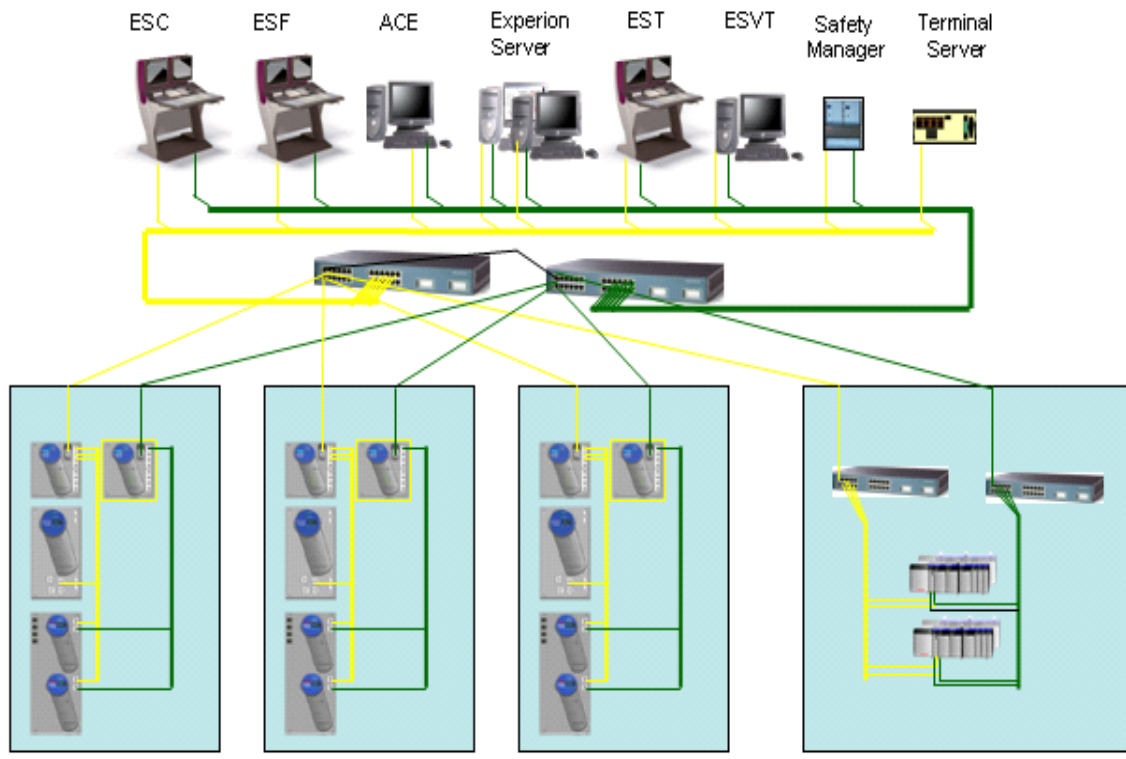 ESC
ESF
ACE
Experion
Server
EST
ESVT
Safety
Manager
Terminal
Server